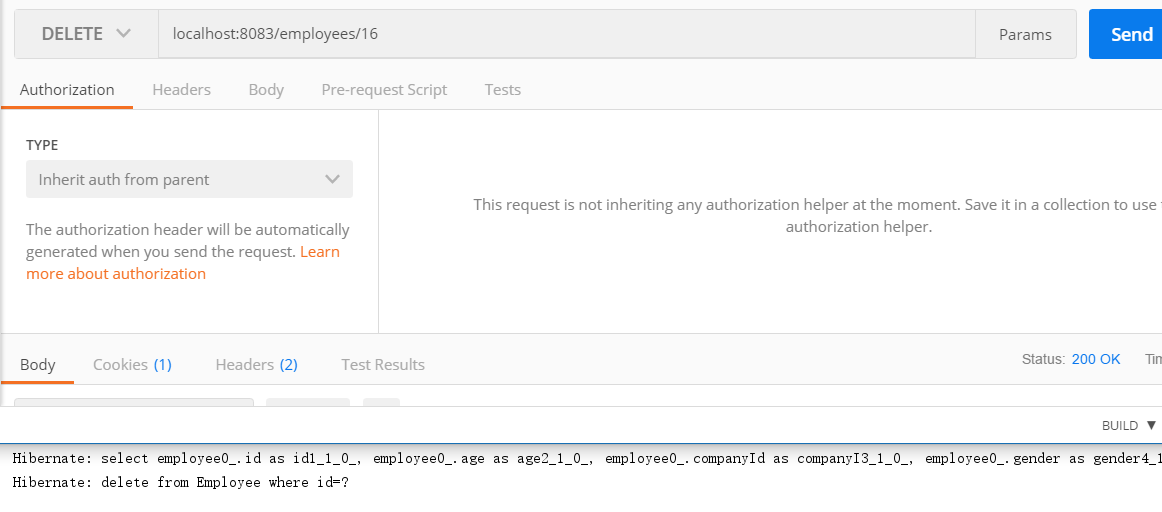 DELETE localhost:8083/employees/16 Params Send
Authorization Headers Body Pre-request Script Tests
TYPE
Inherit auth from parent
The authorization header will be automatically
generated when you send the request. Learn
more about authorization
This request is not inheriting any authorization helper at the moment. Save it in a collection to use
authorization helper.
Body Cookies (1) Headers (2) Test Results Status: 200 OK Tim
BUILD
Hibernate: select employee0_.id as id1_1_0_, employee0_.age as age2_1_0_, employee0_.companyId as companyI3_1_0_, employee0_.gender as gender4_1
Hibernate: delete from Employee where id=?